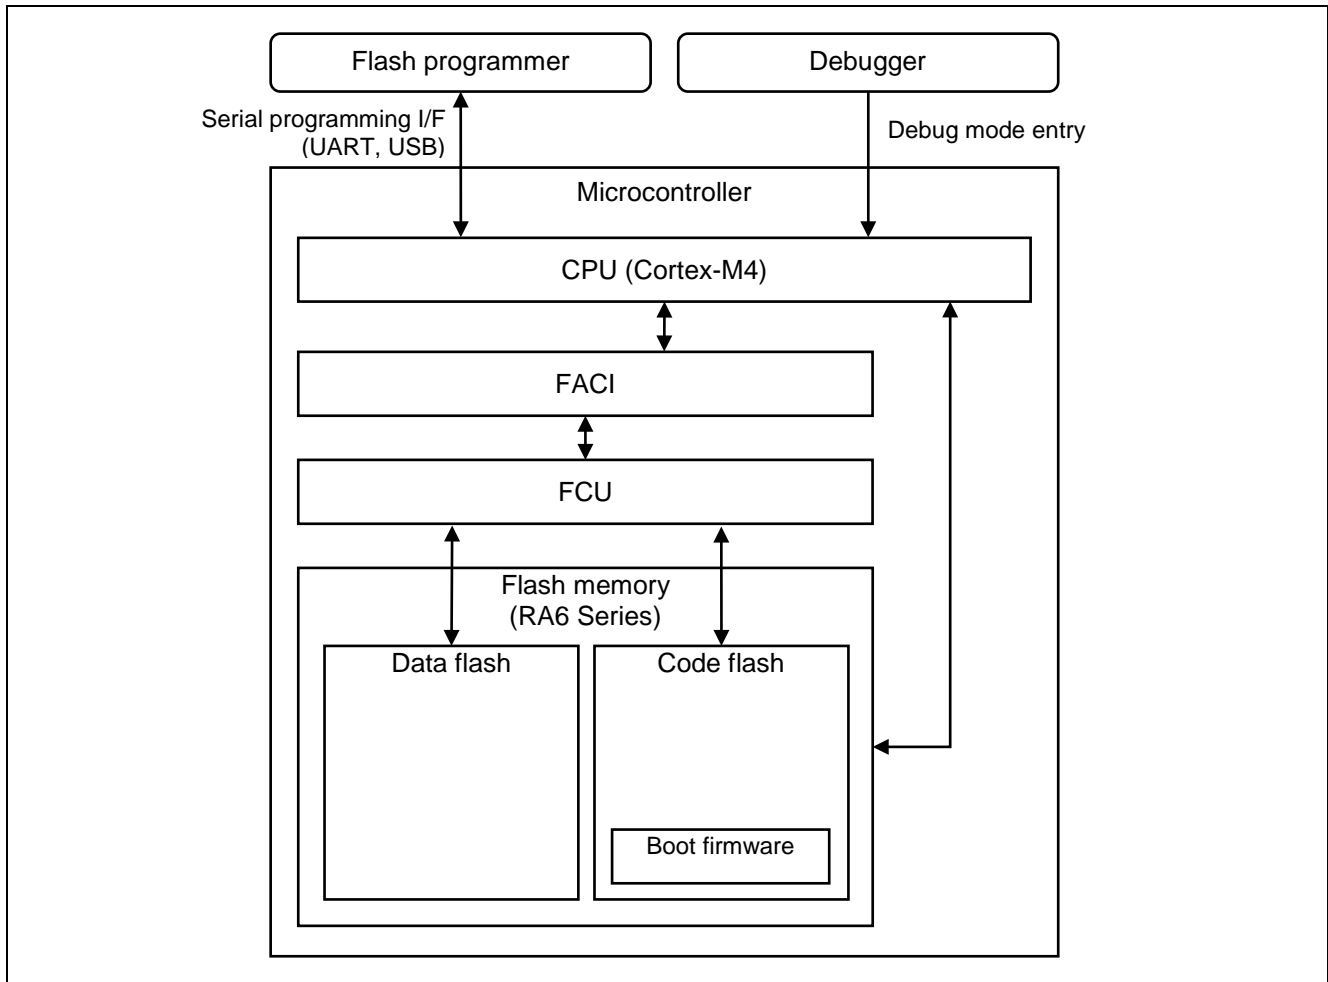 Flash programmer
Debugger
Serial programming I/F
(UART, USB)
Debug mode entry
Microcontroller
CPU (Cortex-M4)
FACI
FCU
Flash memory
(RA6 Series)
Data flash
Code flash
Boot firmware